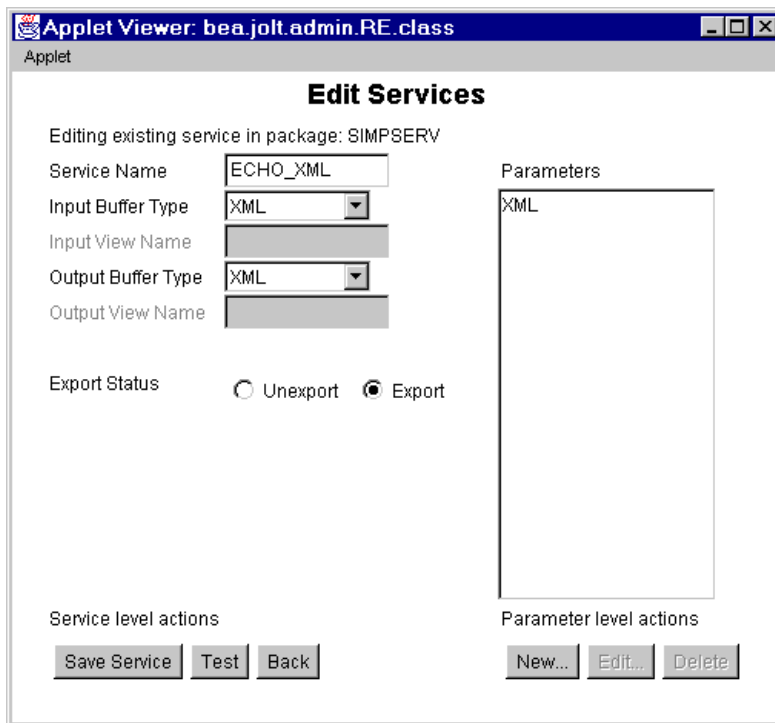 Applet Viewer: bea.jolt.admin.RE.class
Applet
Edit Services
Editing existing service in package: SIMPSERV
Service Name ECHO_XML
Parameters
Input Buffer Type XML
XML
Input View Name
Output Buffer Type XML
Output View Name
Export Status Unexport Export
Service level actions
Parameter level actions
Save Service Test Back
New... Edit... Delete